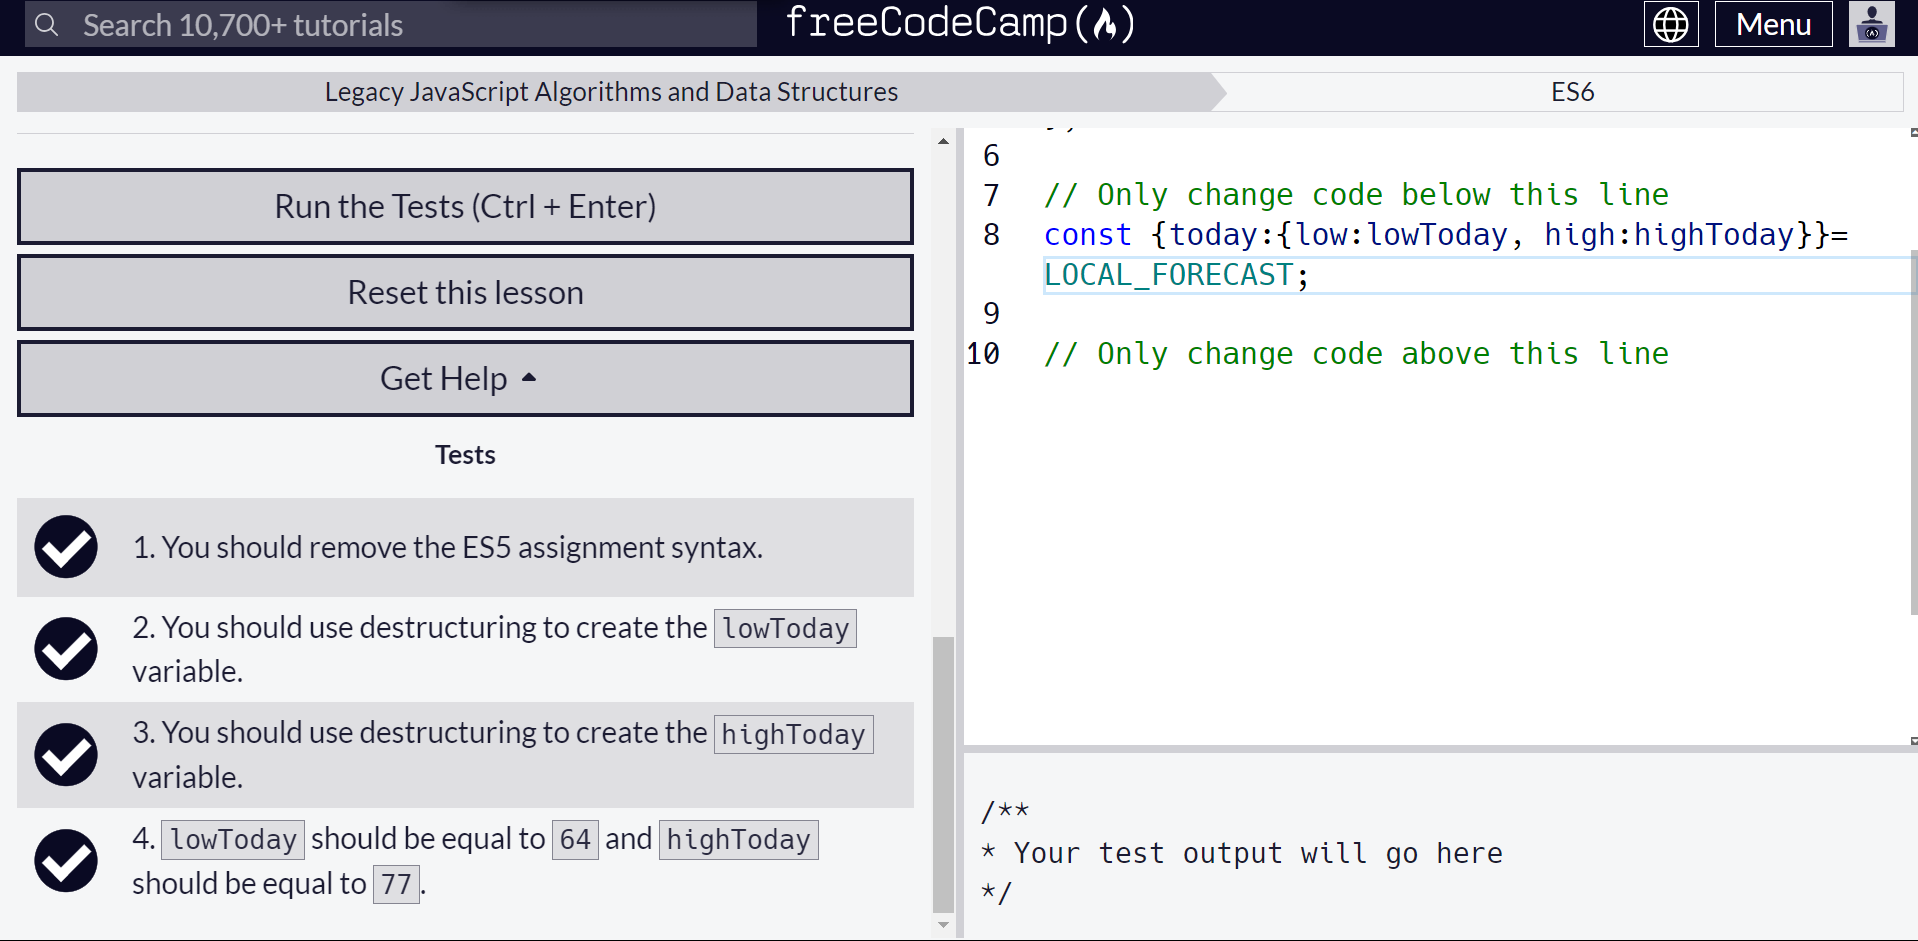 Search 10,700+ tutorials
freeCodeCamp
Menu
Legacy JavaScript Algorithms and Data Structures
ES6
Run the Tests (Ctrl + Enter)
Reset this lesson
Get Help
Tests
1. You should remove the ES5 assignment syntax.
2. You should use destructuring to create the lowToday
variable.
3. You should use destructuring to create the highToday
variable.
4. lowToday should be equal to 64 and highToday
should be equal to 77.
6
7 // Only change code below this line
8 const {today:{low:lowToday, high:highToday}}=
LOCAL_FORECAST;
9
10 // Only change code above this line
/**
* Your test output will go here
*/